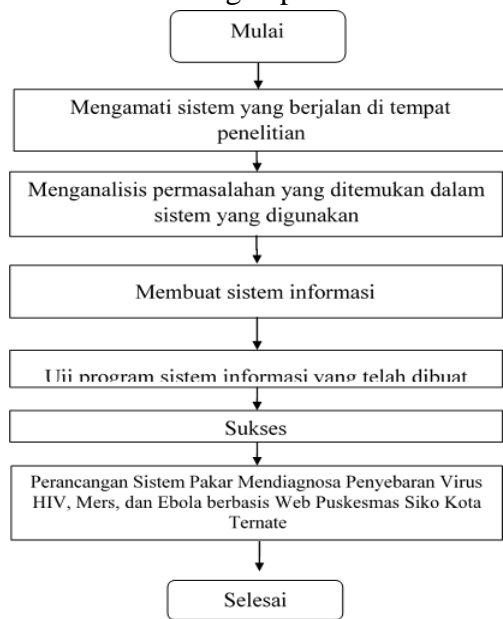 Mulai
Mengamati sistem yang berjalan di tempat
penelitian
Menganalisis permasalahan yang ditemukan dalam
sistem yang digunakan
Membuat sistem informasi
Uji program sistem informasi yang telah dibuat
Sukses
Perancangan Sistem Pakar Mendiagnosa Penyebaran Virus
HIV, Mers, dan Ebola berbasis Web Puskesmas Siko Kota
Ternate
Selesai